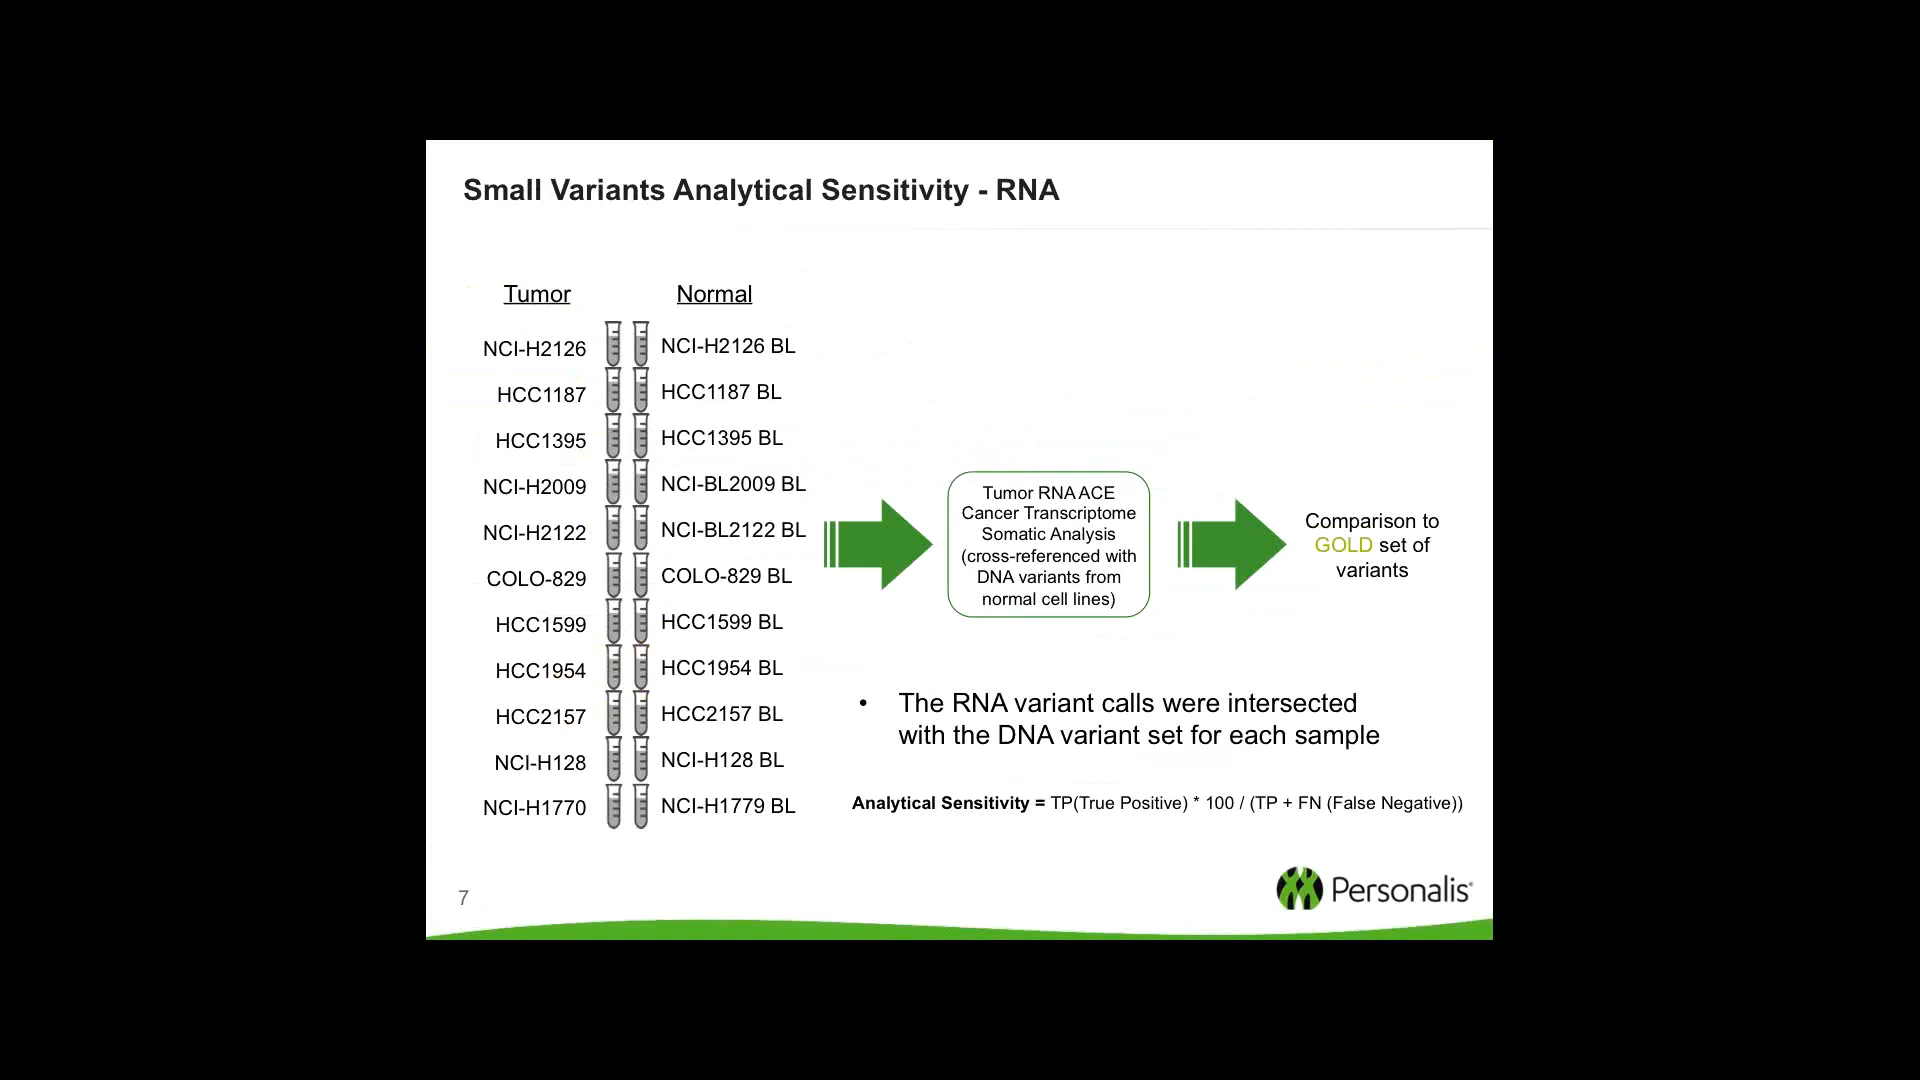 Small Variants Analytical Sensitivity - RNA
Tumor Normal
NCI-H2126 NCI-H2126 BL
HCC1187 HCC1187 BL
HCC1395 HCC1395 BL
NCI-H2009 NCI-BL2009 BL
NCI-H2122 NCI-BL2122 BL
COLO-829 COLO-829 BL
HCC1599 HCC1599 BL
HCC1954 HCC1954 BL
HCC2157 HCC2157 BL
NCI-H128 NCI-H128 BL
NCI-H1770 NCI-H1779 BL
Tumor RNA ACE
Cancer Transcriptome
Somatic Analysis
(cross-referenced with
DNA variants from
normal cell lines)
Comparison to
GOLD set of
variants
• The RNA variant calls were intersected
with the DNA variant set for each sample
Analytical Sensitivity = TP(True Positive) * 100 / (TP + FN (False Negative))
7
Personalis